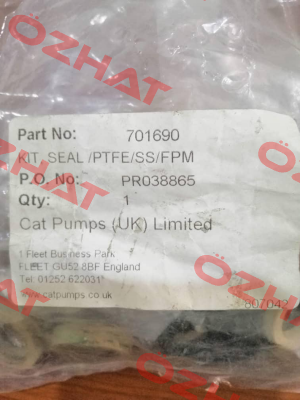 OZHAT
Part No: 701690
KIT, SEAL /PTFE/SS/FPM
P.O. No: PR038865
Qty: 1
Cat Pumps (UK) Limited
1 Fleet Business Park
FLEET GU52 8BF England
Tel: 01252 622031
www.catpumps.co.uk
807042